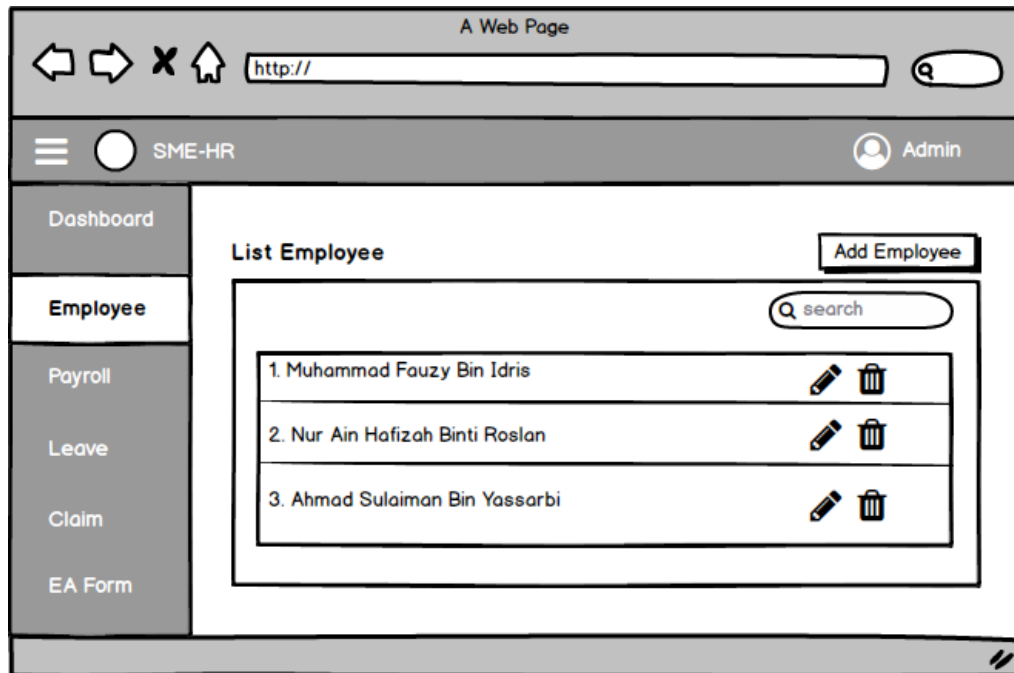 A Web Page
http://
SME-HR
Admin
Dashboard
Employee
Payroll
Leave
Claim
EA Form
List Employee
Add Employee
search
1. Muhammad Fauzy Bin Idris
2. Nur Ain Hafizah Binti Roslan
3. Ahmad Sulaiman Bin Yassarbi